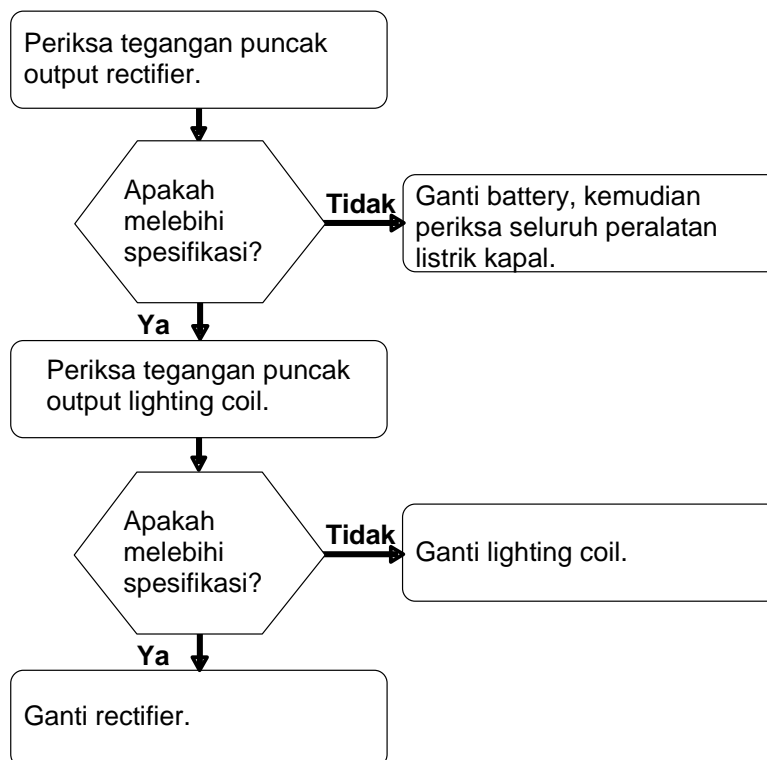 Periksa tegangan puncak
output rectifier.
Apakah
melebihi
spesifikasi?
Tidak
Ganti battery, kemudian
periksa seluruh peralatan
listrik kapal.
Ya
Periksa tegangan puncak
output lighting coil.
Apakah
melebihi
spesifikasi?
Tidak
Ganti lighting coil.
Ya
Ganti rectifier.